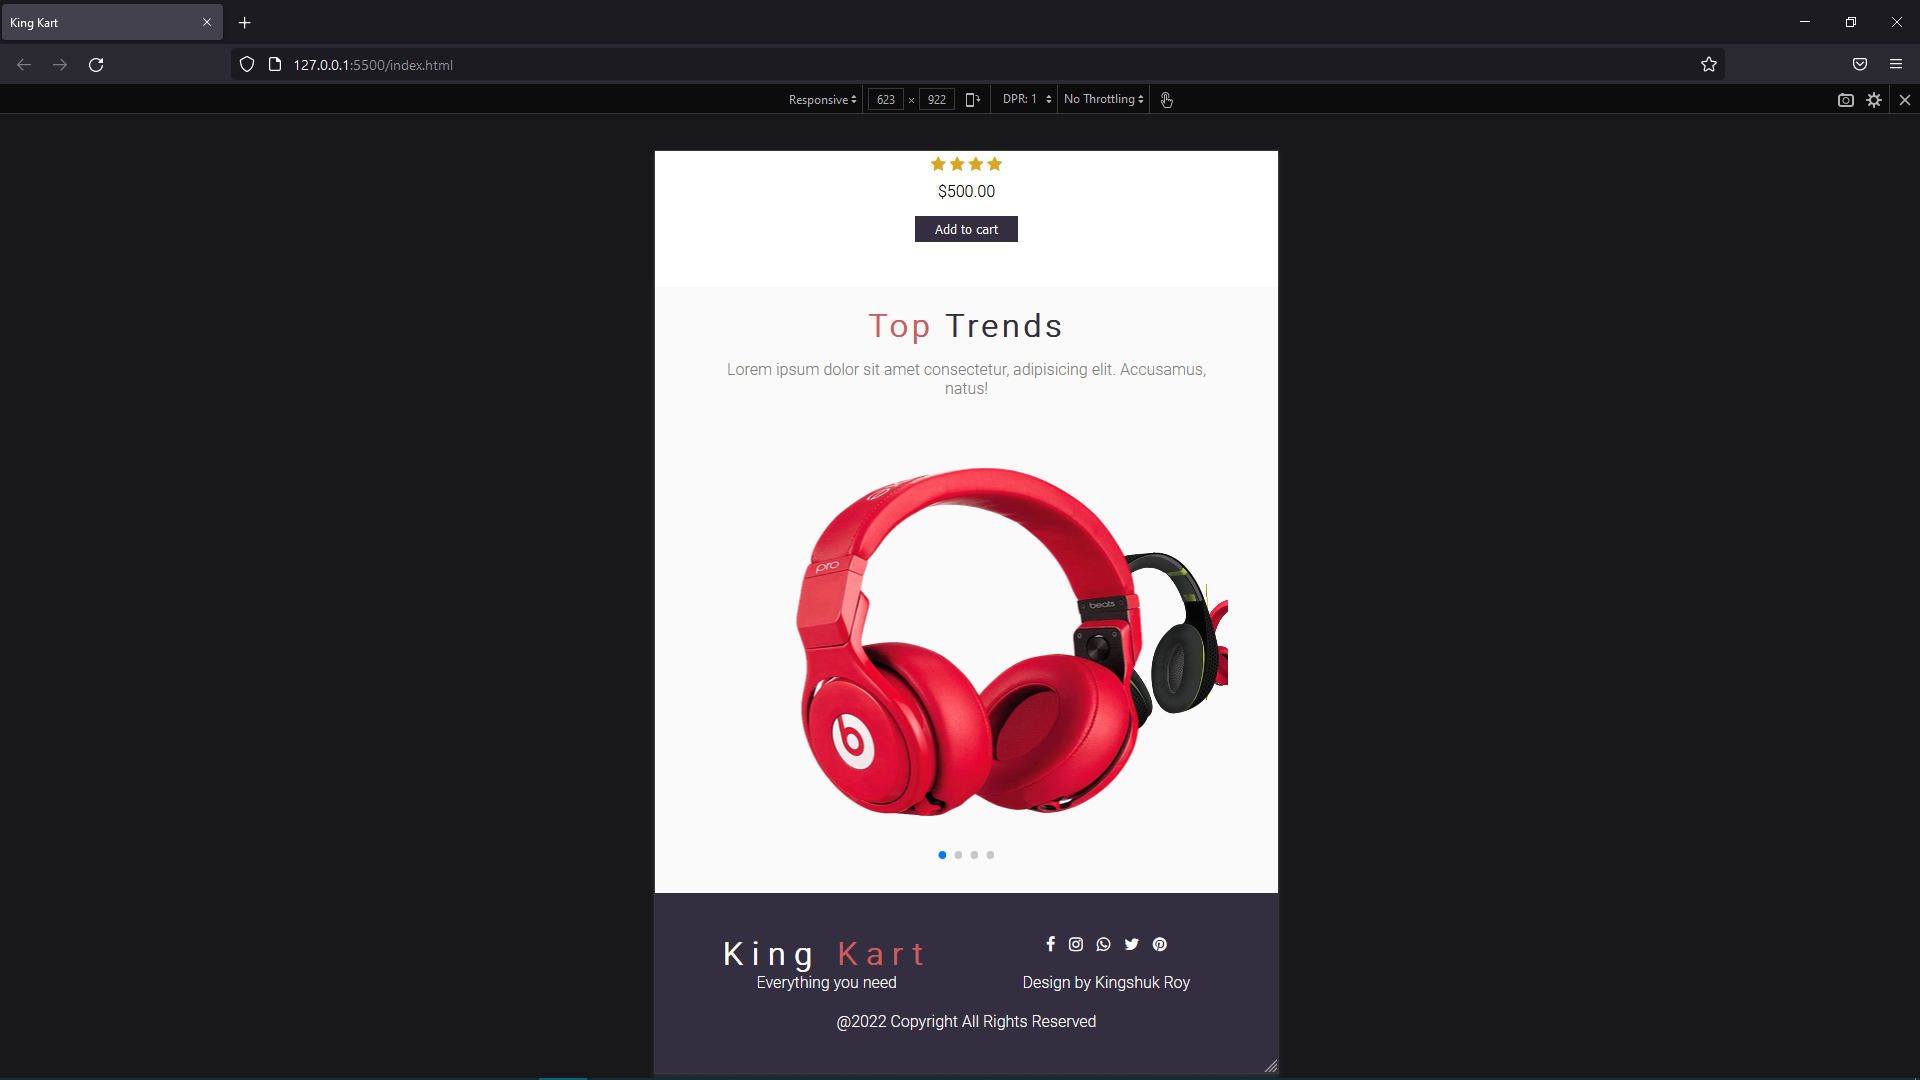 King Kart
127.0.0.1:5500/index.html
Responsive 623 × 922 DPR: 1 No Throttling
$500.00
Add to cart
Top Trends
Lorem ipsum dolor sit amet consectetur, adipisicing elit. Accusamus,
natus!
pro
beats
b
King Kart
Everything you need
Design by Kingshuk Roy
@2022 Copyright All Rights Reserved